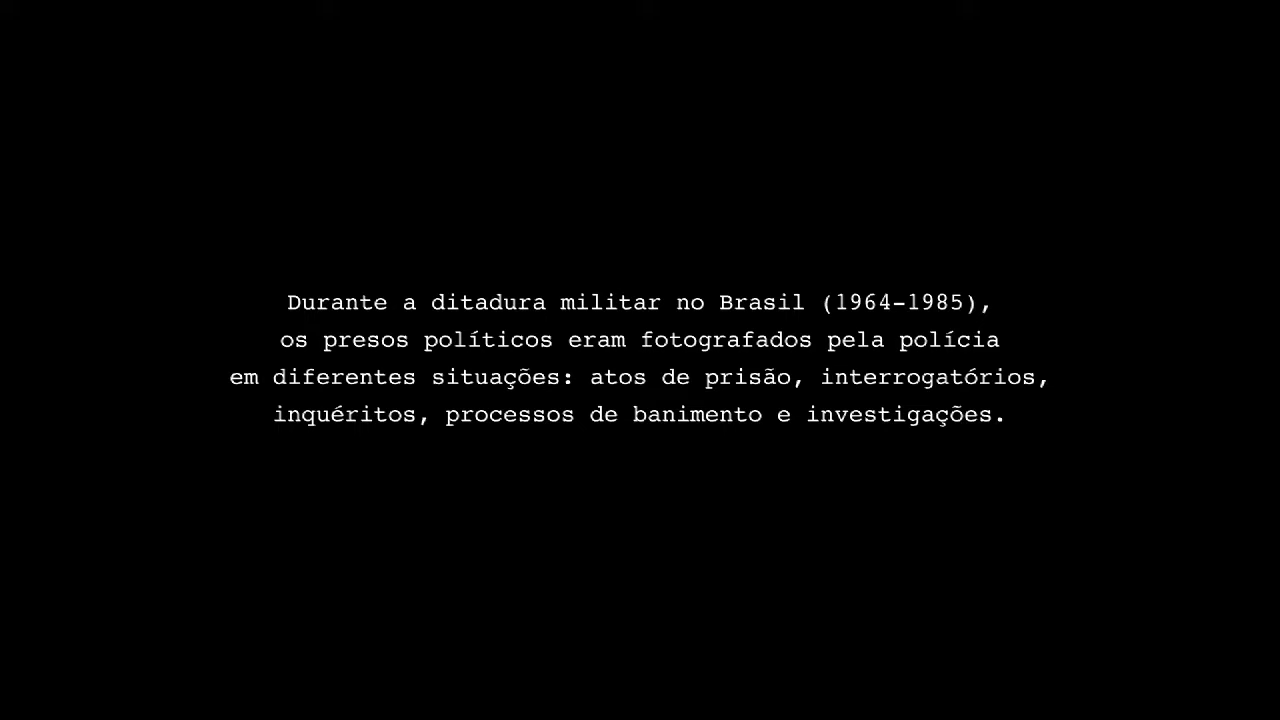 Durante a ditadura militar no Brasil (1964-1985),
os presos políticos eram fotografados pela polícia
em diferentes situações: atos de prisão, interrogatórios,
inquéritos, processos de banimento e investigações.